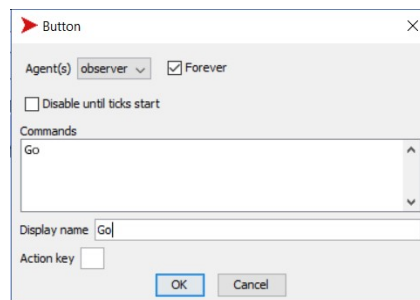 Button
Agent(s) observer Forever
Disable until ticks start
Commands
Go
Display name Go
Action key
OK Cancel